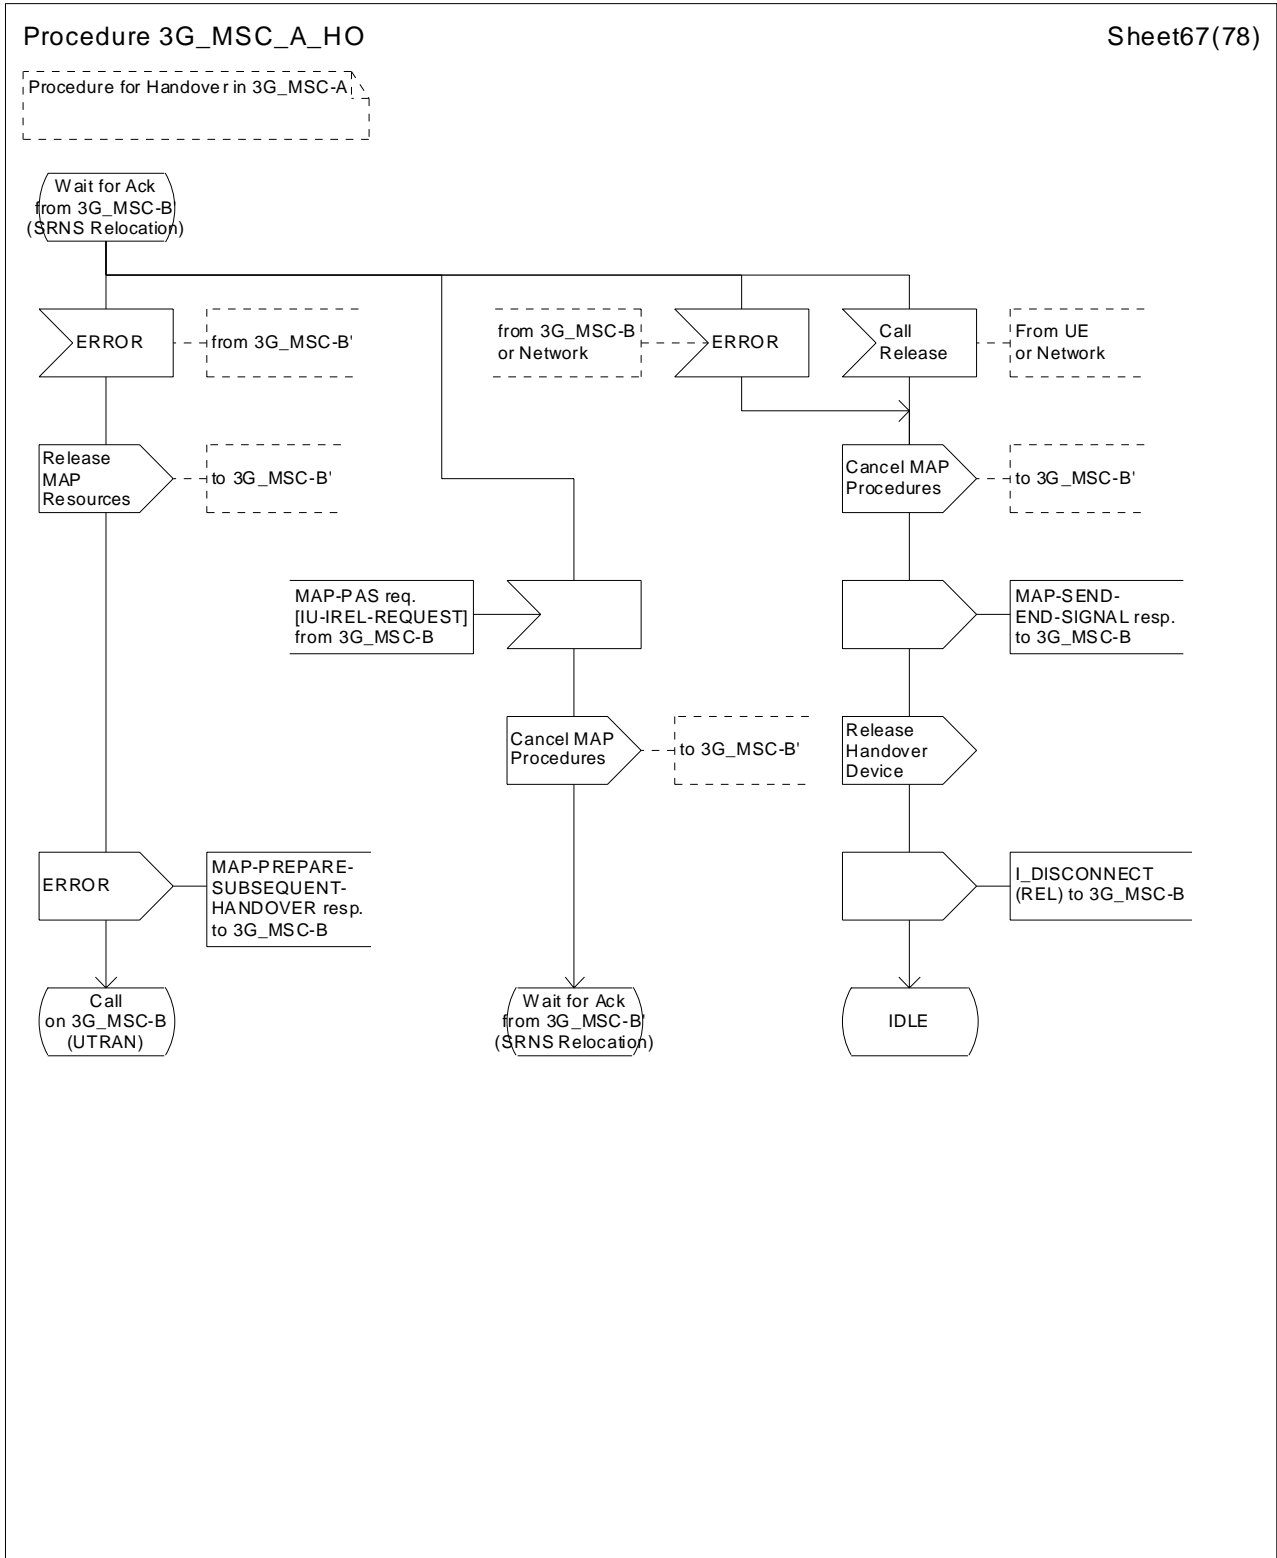 Procedure 3G_MSC_A_HO
Sheet67(78)
Procedure for Handover in 3G_MSC-A
Wait for Ack
from 3G_MSC-B'
(SRNS Relocation)
ERROR
from 3G_MSC-B'
from 3G_MSC-B
or Network
ERROR
Call
Release
From UE
or Network
Release
MAP
Resources
to 3G_MSC-B'
Cancel MAP
Procedures
to 3G_MSC-B'
MAP-PAS req.
[IU-IREL-REQUEST]
from 3G_MSC-B
MAP-SEND-
END-SIGNAL resp.
to 3G_MSC-B
Cancel MAP
Procedures
to 3G_MSC-B'
Release
Handover
Device
ERROR
MAP-PREPARE-
SUBSEQUENT-
HANDOVER resp.
to 3G_MSC-B
I_DISCONNECT
(REL) to 3G_MSC-B
Call
on 3G_MSC-B
(UTRAN)
Wait for Ack
from 3G_MSC-B'
(SRNS Relocation)
IDLE